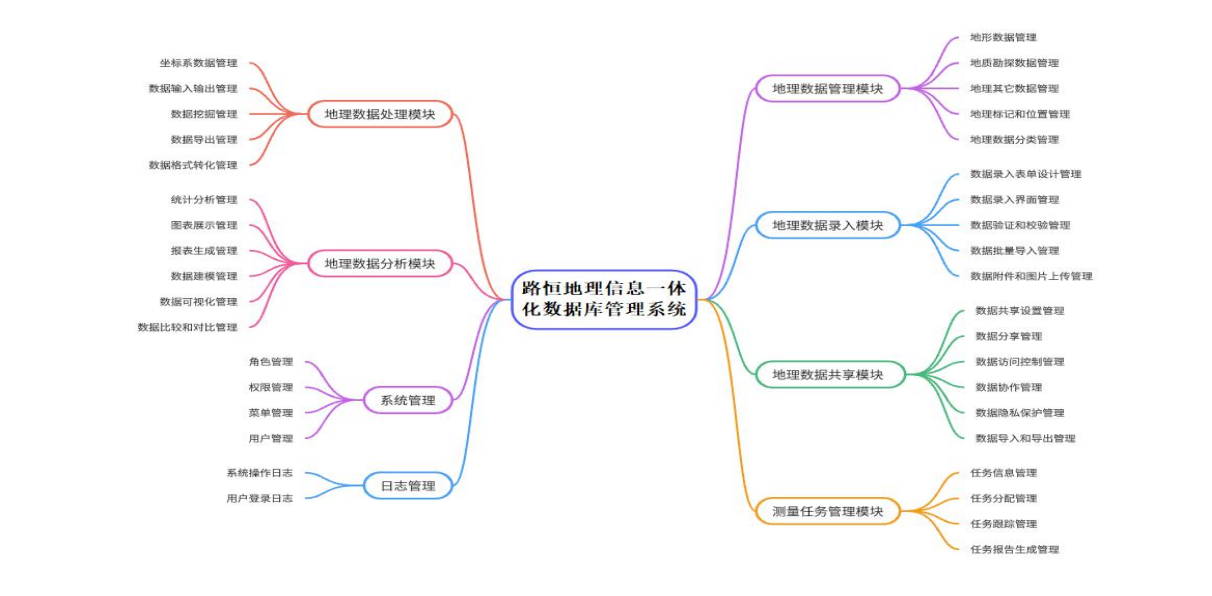 路恒地理信息一体
化数据库管理系统
地理数据处理模块
坐标系数据管理
数据输入输出管理
数据挖掘管理
数据导出管理
数据格式转化管理
地理数据分析模块
统计分析管理
图表展示管理
报表生成管理
数据建模管理
数据可视化管理
数据比较和对比管理
系统管理
角色管理
权限管理
菜单管理
用户管理
日志管理
系统操作日志
用户登录日志
地理数据管理模块
地形数据管理
地质勘探数据管理
地理其它数据管理
地理标记和位置管理
地理数据分类管理
地理数据录入模块
数据录入表单设计管理
数据录入界面管理
数据验证和校验管理
数据批量导入管理
数据附件和图片上传管理
地理数据共享模块
数据共享设置管理
数据分享管理
数据访问控制管理
数据协作管理
数据隐私保护管理
数据导入和导出管理
测量任务管理模块
任务信息管理
任务分配管理
任务跟踪管理
任务报告生成管理